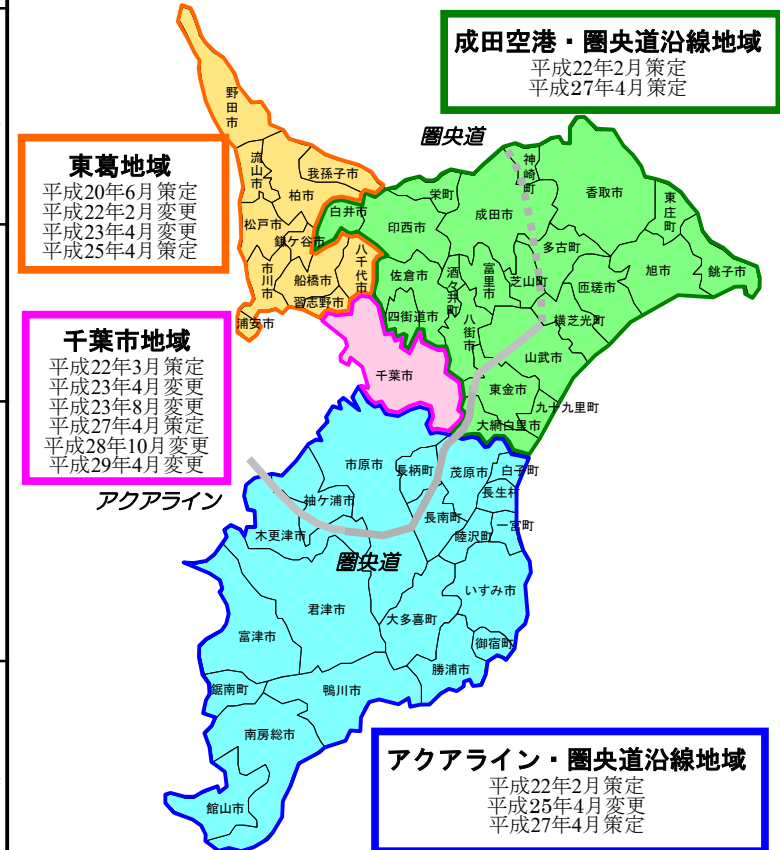 成田空港・圏央道沿線地域
平成22年2月策定
平成27年4月策定
東葛地域
平成20年6月策定
平成22年2月変更
平成23年4月変更
平成25年4月策定
千葉市地域
平成22年3月策定
平成23年4月変更
平成23年8月変更
平成27年4月策定
平成28年10月変更
平成29年4月変更
アクアライン・圏央道沿線地域
平成22年2月策定
平成25年4月変更
平成27年4月策定
圏央道
アクアライン
圏央道
野田市
流山市
柏市
我孫子市
松戸市
鎌ケ谷市
市川市
船橋市
八千代市
習志野市
浦安市
白井市
印西市
栄町
成田市
神崎町
香取市
東庄町
多古町
旭市
銚子市
佐倉市
酒々井町
富里市
芝山町
匝瑳市
四街道市
八街市
横芝光町
山武市
東金市
九十九里町
大網白里市
千葉市
市原市
長柄町
茂原市
白子町
長生村
袖ケ浦市
長南町
一宮町
木更津市
睦沢町
いすみ市
君津市
大多喜町
富津市
御宿町
勝浦市
鋸南町
鴨川市
南房総市
館山市